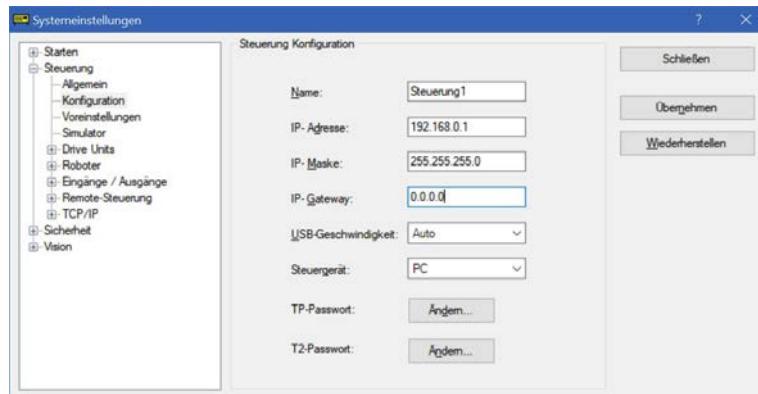 Systemeinstellungen
Starten
Steuerung
Allgemein
Konfiguration
Voreinstellungen
Simulator
Drive Units
Roboter
Eingänge / Ausgänge
Remote-Steuerung
TCP/IP
Sicherheit
Vision
Steuerung Konfiguration
Name: Steuerung1
IP- Adresse: 192.168.0.1
IP- Maske: 255.255.255.0
IP- Gateway: 0.0.0.0
USB-Geschwindigkeit: Auto
Steuergerät: PC
TP-Passwort: Ändern...
T2-Passwort: Ändern...
Schließen
Übernehmen
Wiederherstellen